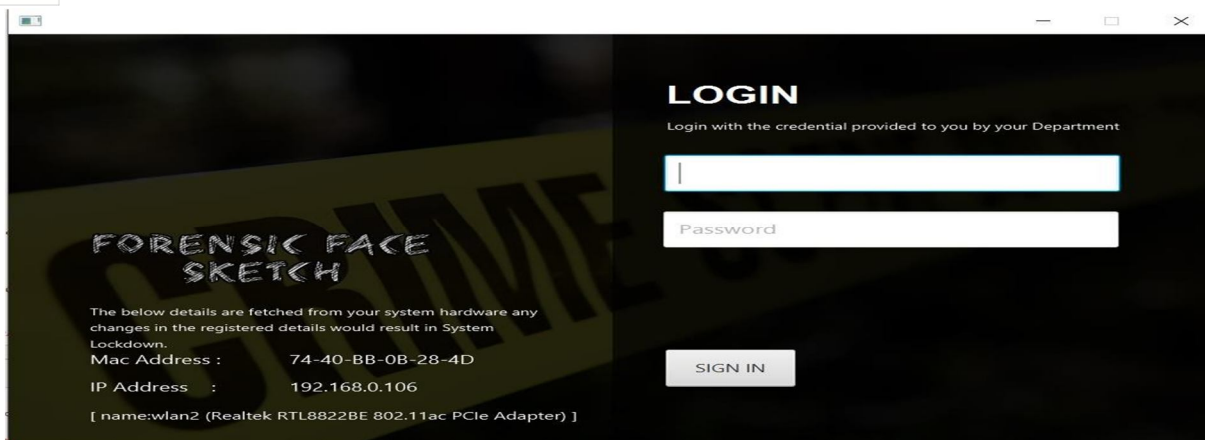 FORENSIC FACE
SKETCH
The below details are fetched from your system hardware any
changes in the registered details would result in System
Lockdown.
Mac Address :	74-40-BB-0B-28-4D
IP Address :	192.168.0.106
[ name:wlan2 (Realtek RTL8822BE 802.11ac PCIe Adapter) ]
CRIME
LOGIN
Login with the credential provided to you by your Department
Password
SIGN IN